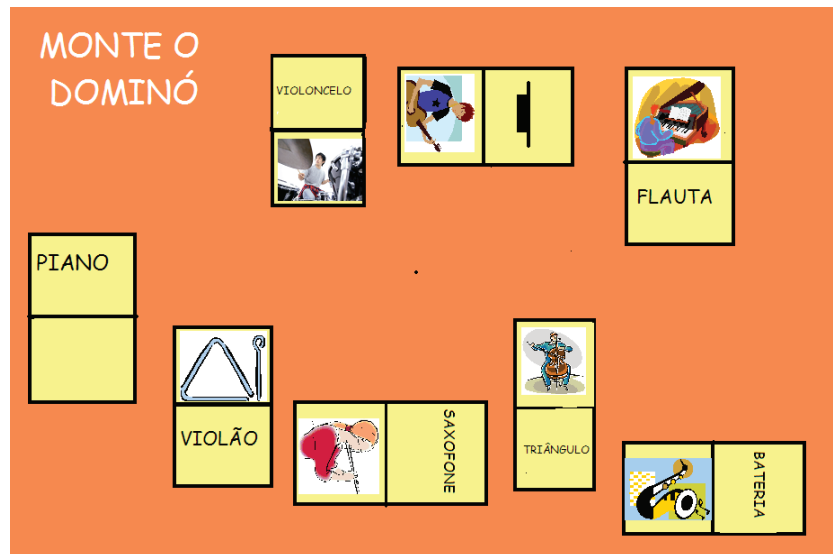 MONTE O
DOMINÓ
VIOLONCELO
FLAUTA
PIANO
VIOLÃO
SAXOFONE
TRIÂNGULO
BATERIA